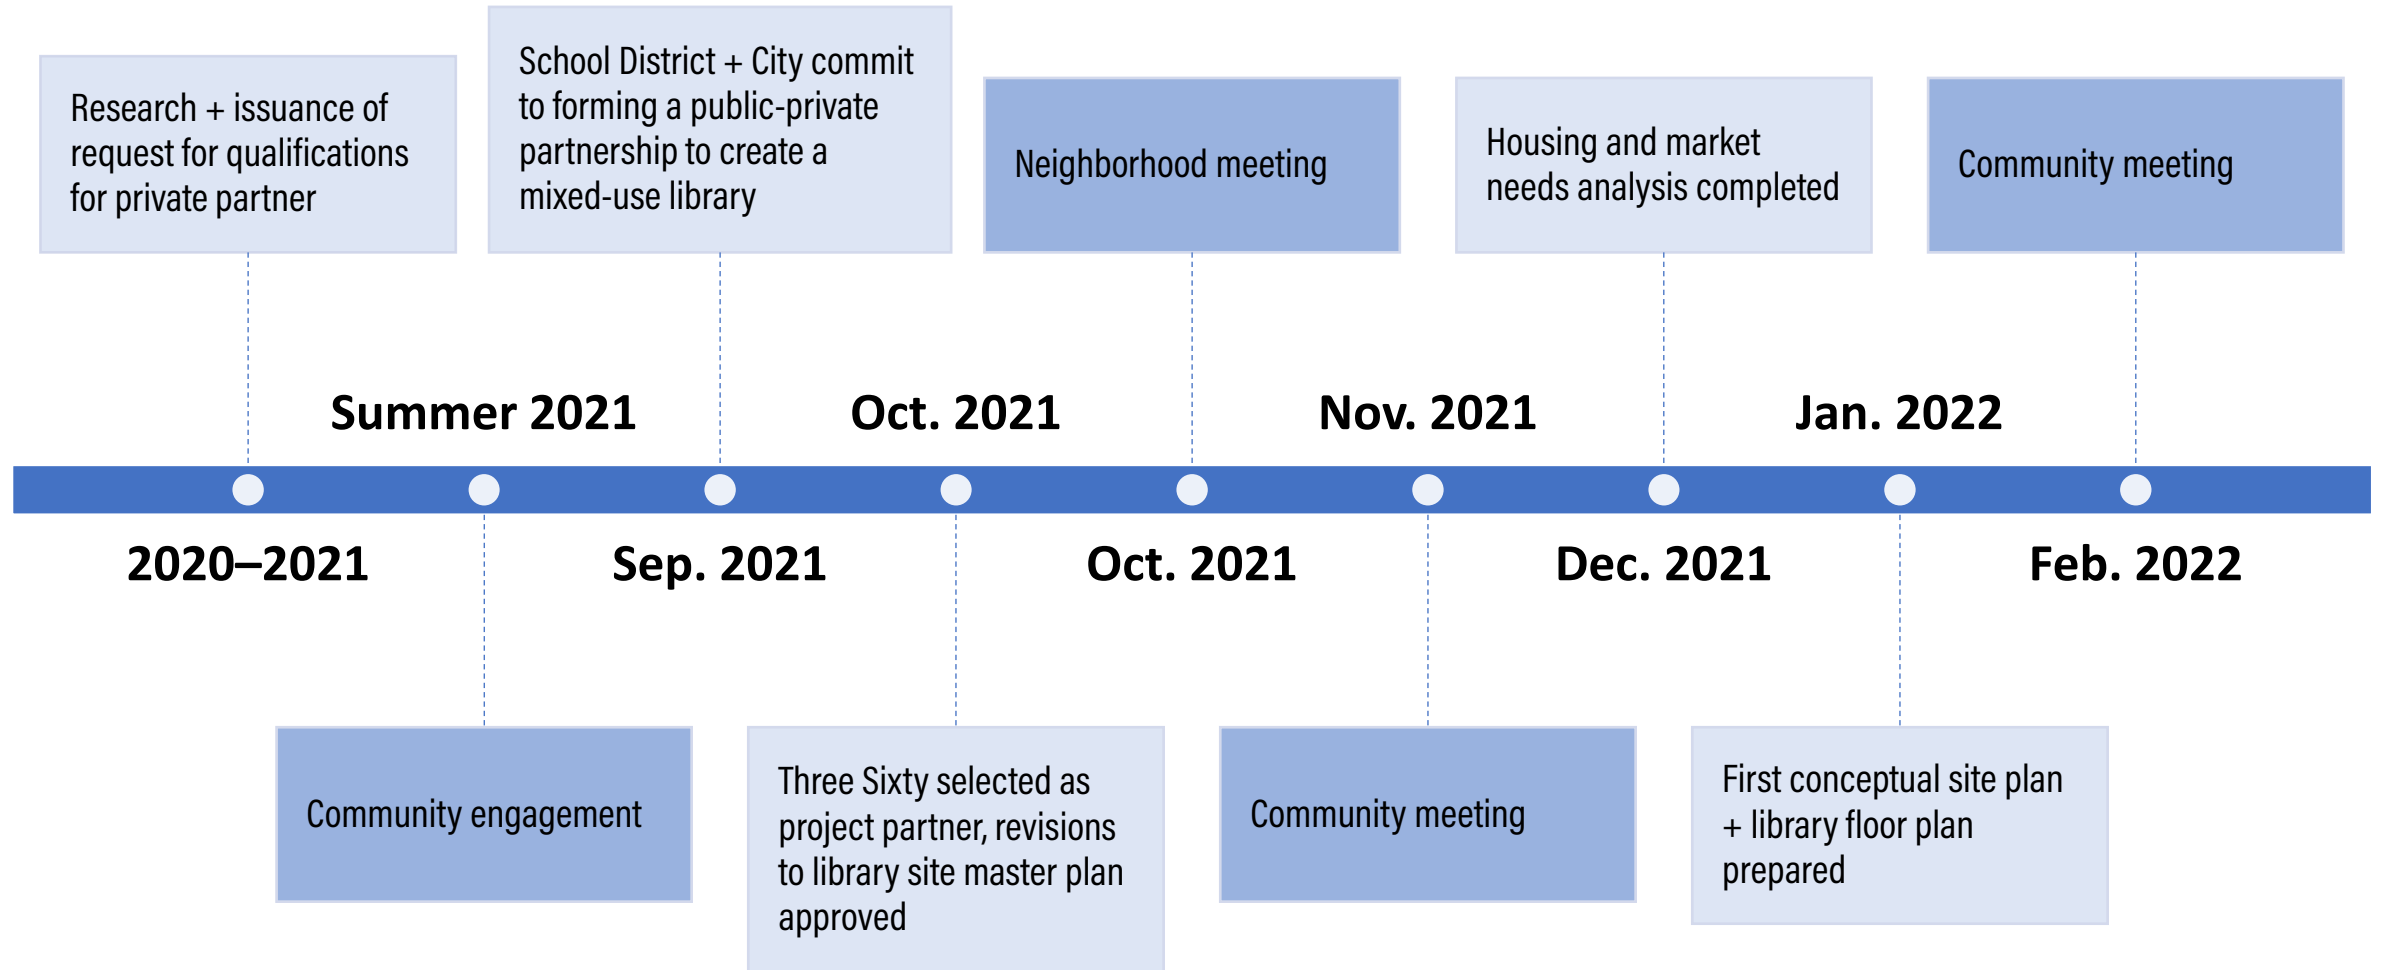 Research + issuance of
request for qualifications
for private partner
School District + City commit
to forming a public-private
partnership to create a
mixed-use library
Neighborhood meeting
Housing and market
needs analysis completed
Community meeting
Summer 2021
Oct. 2021
Nov. 2021
Jan. 2022
2020–2021
Sep. 2021
Oct. 2021
Dec. 2021
Feb. 2022
Community engagement
Three Sixty selected as
project partner, revisions
to library site master plan
approved
Community meeting
First conceptual site plan
+ library floor plan
prepared